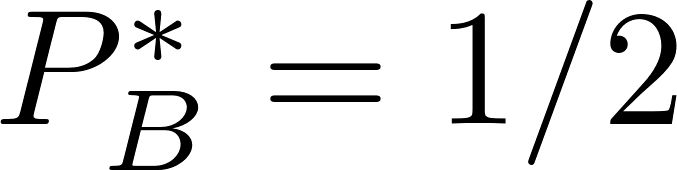 P_B^* = 1/2